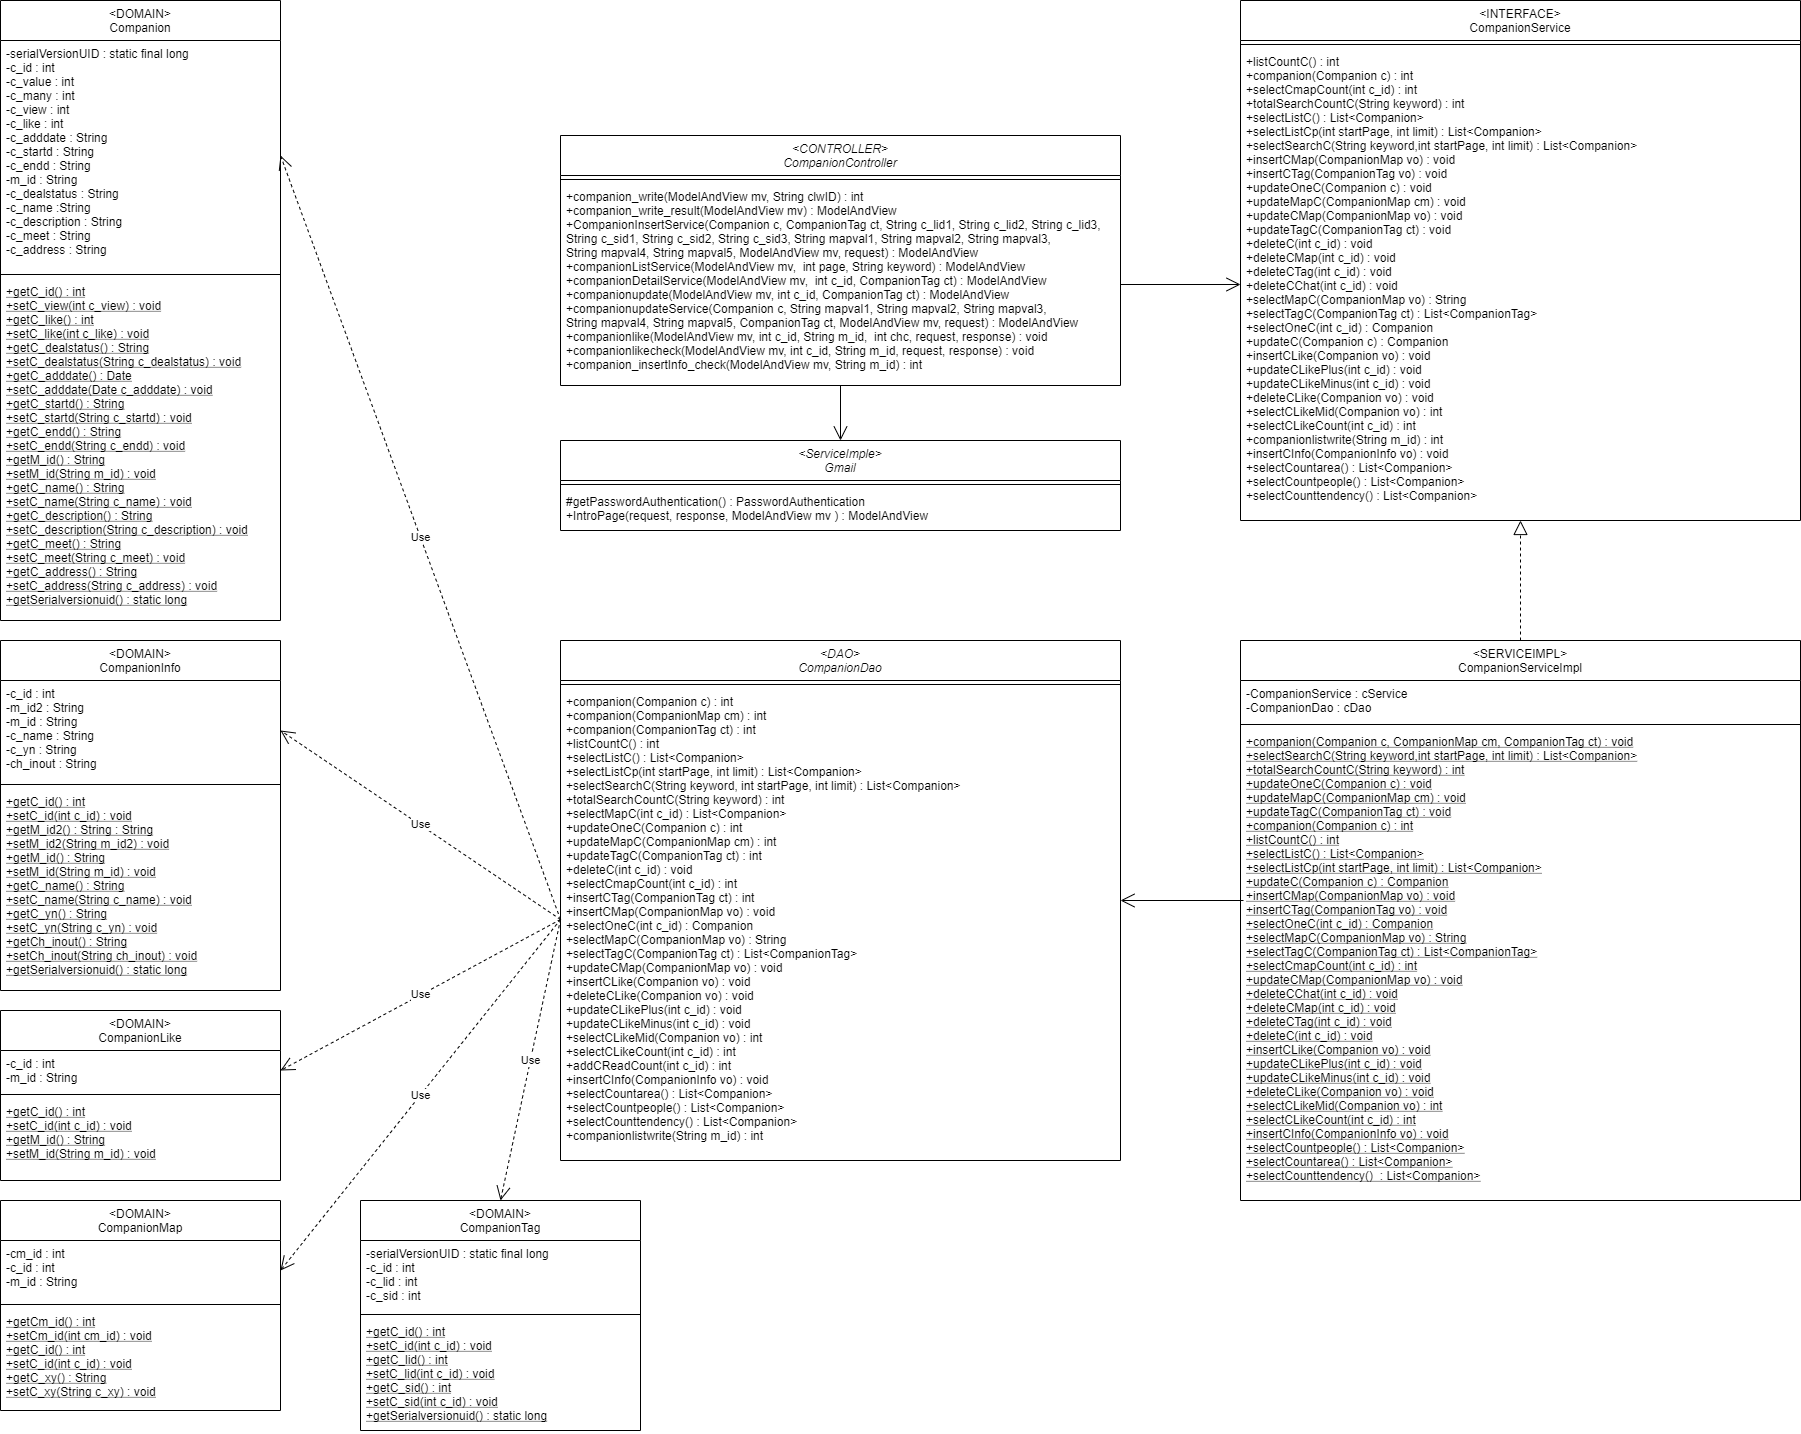 <DOMAIN>
Companion
-serialVersionUID : static final long
-c_id : int
-c_value : int
-c_many : int
-c_view : int
-c_like : int
-c_adddate : String
-c_startd : String
-c_endd : String
-m_id : String
-c_dealstatus : String
-c_name :String
-c_description : String
-c_meet : String
-c_address : String
+getC_id() : int
+setC_view(int c_view) : void
+getC_like() : int
+setC_like(int c_like) : void
+getC_dealstatus() : String
+setC_dealstatus(String c_dealstatus) : void
+getC_adddate() : Date
+setC_adddate(Date c_adddate) : void
+getC_startd() : String
+setC_startd(String c_startd) : void
+getC_endd() : String
+setC_endd(String c_endd) : void
+getM_id() : String
+setM_id(String m_id) : void
+getC_name() : String
+setC_name(String c_name) : void
+getC_description() : String
+setC_description(String c_description) : void
+getC_meet() : String
+setC_meet(String c_meet) : void
+getC_address() : String
+setC_address(String c_address) : void
+getSerialversionuid() : static long
<CONTROLLER>
CompanionController
+companion_write(ModelAndView mv, String clwID) : int
+companion_write_result(ModelAndView mv) : ModelAndView
+CompanionInsertService(Companion c, CompanionTag ct, String c_lid1, String c_lid2, String c_lid3,
String c_sid1, String c_sid2, String c_sid3, String mapval1, String mapval2, String mapval3,
String mapval4, String mapval5, ModelAndView mv, request) : ModelAndView
+companionListService(ModelAndView mv,  int page, String keyword) : ModelAndView
+companionDetailService(ModelAndView mv,  int c_id, CompanionTag ct) : ModelAndView
+companionupdate(ModelAndView mv, int c_id, CompanionTag ct) : ModelAndView
+companionupdateService(Companion c, String mapval1, String mapval2, String mapval3,
String mapval4, String mapval5, CompanionTag ct, ModelAndView mv, request) : ModelAndView
+companionlike(ModelAndView mv, int c_id, String m_id,  int chc, request, response) : void
+companionlikecheck(ModelAndView mv, int c_id, String m_id, request, response) : void
+companion_insertInfo_check(ModelAndView mv, String m_id) : int
<ServiceImple>
Gmail
#getPasswordAuthentication() : PasswordAuthentication
+IntroPage(request, response, ModelAndView mv ) : ModelAndView
<INTERFACE>
CompanionService
+listCountC() : int
+companion(Companion c) : int
+selectCmapCount(int c_id) : int
+totalSearchCountC(String keyword) : int
+selectListC() : List<Companion>
+selectListCp(int startPage, int limit) : List<Companion>
+selectSearchC(String keyword,int startPage, int limit) : List<Companion>
+insertCMap(CompanionMap vo) : void
+insertCTag(CompanionTag vo) : void
+updateOneC(Companion c) : void
+updateMapC(CompanionMap cm) : void
+updateCMap(CompanionMap vo) : void
+updateTagC(CompanionTag ct) : void
+deleteC(int c_id) : void
+deleteCMap(int c_id) : void
+deleteCTag(int c_id) : void
+deleteCChat(int c_id) : void
+selectMapC(CompanionMap vo) : String
+selectTagC(CompanionTag ct) : List<CompanionTag>
+selectOneC(int c_id) : Companion
+updateC(Companion c) : Companion
+insertCLike(Companion vo) : void
+updateCLikePlus(int c_id) : void
+updateCLikeMinus(int c_id) : void
+deleteCLike(Companion vo) : void
+selectCLikeMid(Companion vo) : int
+selectCLikeCount(int c_id) : int
+companionlistwrite(String m_id) : int
+insertCInfo(CompanionInfo vo) : void
+selectCountarea() : List<Companion>
+selectCountpeople() : List<Companion>
+selectCounttendency() : List<Companion>
Use
<DOMAIN>
CompanionInfo
-c_id : int
-m_id2 : String
-m_id : String
-c_name : String
-c_yn : String
-ch_inout : String
+getC_id() : int
+setC_id(int c_id) : void
+getM_id2() : String : String
+setM_id2(String m_id2) : void
+getM_id() : String
+setM_id(String m_id) : void
+getC_name() : String
+setC_name(String c_name) : void
+getC_yn() : String
+setC_yn(String c_yn) : void
+getCh_inout() : String
+setCh_inout(String ch_inout) : void
+getSerialversionuid() : static long
Use
Use
<DAO>
CompanionDao
+companion(Companion c) : int
+companion(CompanionMap cm) : int
+companion(CompanionTag ct) : int
+listCountC() : int
+selectListC() : List<Companion>
+selectListCp(int startPage, int limit) : List<Companion>
+selectSearchC(String keyword, int startPage, int limit) : List<Companion>
+totalSearchCountC(String keyword) : int
+selectMapC(int c_id) : List<Companion>
+updateOneC(Companion c) : int
+updateMapC(CompanionMap cm) : int
+updateTagC(CompanionTag ct) : int
+deleteC(int c_id) : void
+selectCmapCount(int c_id) : int
+insertCTag(CompanionTag ct) : int
+insertCMap(CompanionMap vo) : void
+selectOneC(int c_id) : Companion
+selectMapC(CompanionMap vo) : String
+selectTagC(CompanionTag ct) : List<CompanionTag>
+updateCMap(CompanionMap vo) : void
+insertCLike(Companion vo) : void
+deleteCLike(Companion vo) : void
+updateCLikePlus(int c_id) : void
+updateCLikeMinus(int c_id) : void
+selectCLikeMid(Companion vo) : int
+selectCLikeCount(int c_id) : int
+addCReadCount(int c_id) : int
+insertCInfo(CompanionInfo vo) : void
+selectCountarea() : List<Companion>
+selectCountpeople() : List<Companion>
+selectCounttendency() : List<Companion>
+companionlistwrite(String m_id) : int
<SERVICEIMPL>
CompanionServiceImpl
-CompanionService : cService
-CompanionDao : cDao
+companion(Companion c, CompanionMap cm, CompanionTag ct) : void
+selectSearchC(String keyword,int startPage, int limit) : List<Companion>
+totalSearchCountC(String keyword) : int
+updateOneC(Companion c) : void
+updateMapC(CompanionMap cm) : void
+updateTagC(CompanionTag ct) : void
+companion(Companion c) : int
+listCountC() : int
+selectListC() : List<Companion>
+selectListCp(int startPage, int limit) : List<Companion>
+updateC(Companion c) : Companion
+insertCMap(CompanionMap vo) : void
+insertCTag(CompanionTag vo) : void
+selectOneC(int c_id) : Companion
+selectMapC(CompanionMap vo) : String
+selectTagC(CompanionTag ct) : List<CompanionTag>
+selectCmapCount(int c_id) : int
+updateCMap(CompanionMap vo) : void
+deleteCChat(int c_id) : void
+deleteCMap(int c_id) : void
+deleteCTag(int c_id) : void
+deleteC(int c_id) : void
+insertCLike(Companion vo) : void
+updateCLikePlus(int c_id) : void
+updateCLikeMinus(int c_id) : void
+deleteCLike(Companion vo) : void
+selectCLikeMid(Companion vo) : int
+selectCLikeCount(int c_id) : int
+insertCInfo(CompanionInfo vo) : void
+selectCountpeople() : List<Companion>
+selectCountarea() : List<Companion>
+selectCounttendency()  : List<Companion>
<DOMAIN>
CompanionLike
-c_id : int
-m_id : String
+getC_id() : int
+setC_id(int c_id) : void
+getM_id() : String
+setM_id(String m_id) : void
Use
Use
<DOMAIN>
CompanionMap
-cm_id : int
-c_id : int
-m_id : String
+getCm_id() : int
+setCm_id(int cm_id) : void
+getC_id() : int
+setC_id(int c_id) : void
+getC_xy() : String
+setC_xy(String c_xy) : void
<DOMAIN>
CompanionTag
-serialVersionUID : static final long
-c_id : int
-c_lid : int
-c_sid : int
+getC_id() : int
+setC_id(int c_id) : void
+getC_lid() : int
+setC_lid(int c_id) : void
+getC_sid() : int
+setC_sid(int c_id) : void
+getSerialversionuid() : static long